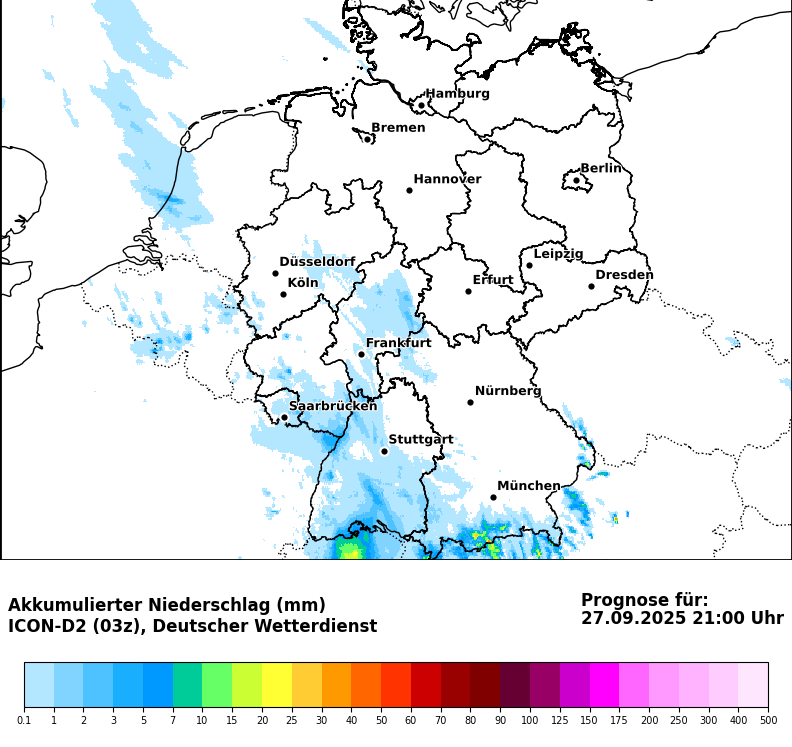 Hamburg
Bremen
Berlin
Hannover
Leipzig
Düsseldorf
Dresden
Erfurt
Köln
Frankfurt
Nürnberg
Saarbrücken
Stuttgart
München
Akkumulierter Niederschlag (mm)
ICON-D2 (03z), Deutscher Wetterdienst
Prognose für:
27.09.2025 21:00 Uhr
0.1 1 2 3 5 7 10 15 20 25 30 40 50 60 70 80 90 100 125 150 175 200 250 300 400 500